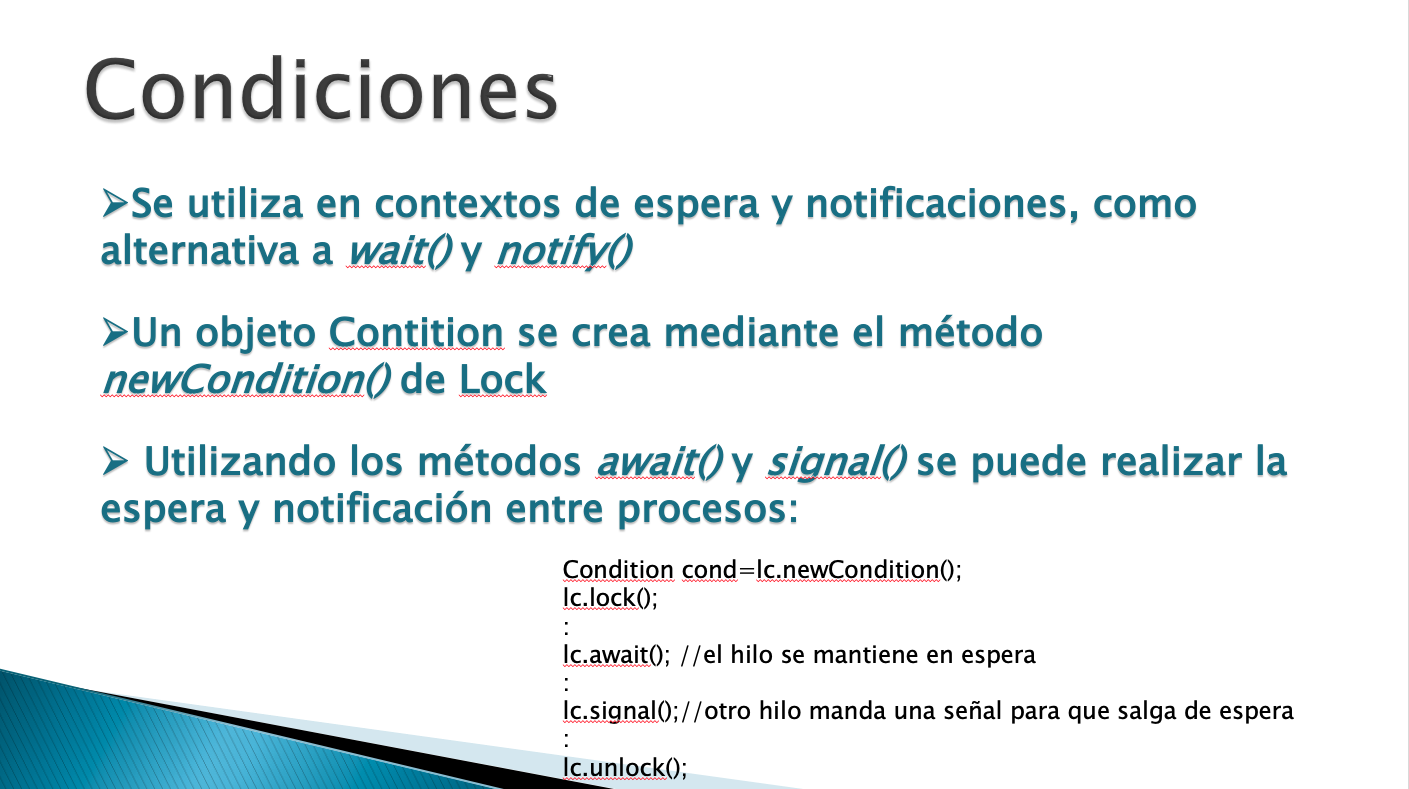 Condiciones
➢Se utiliza en contextos de espera y notificaciones, como
alternativa a wait() y notify()
➢Un objeto Contition se crea mediante el método
newCondition() de Lock
➢ Utilizando los métodos await() y signal() se puede realizar la
espera y notificación entre procesos:
Condition cond=lc.newCondition();
lc.lock();
:
lc.await(); //el hilo se mantiene en espera
:
lc.signal();//otro hilo manda una señal para que salga de espera
:
lc.unlock();